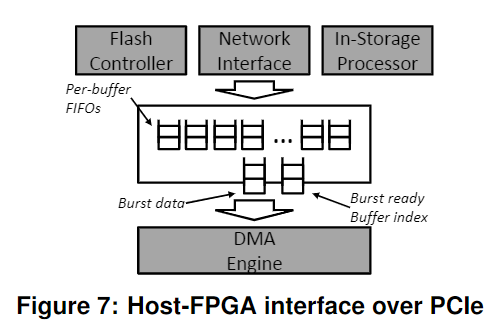 Flash
Controller
Network
Interface
In-Storage
Processor
Per-buffer
FIFOs
...
Burst data
Burst ready
Buffer index
DMA
Engine
Figure 7: Host-FPGA interface over PCIe